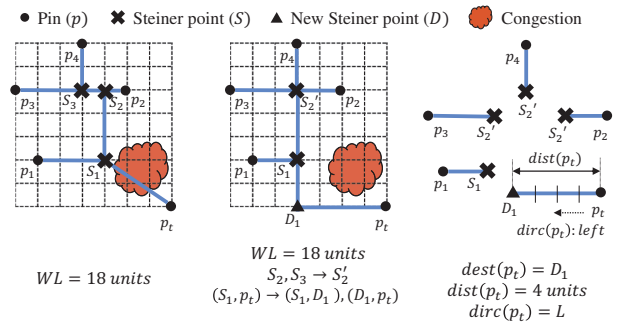 Pin (p) Steiner point (S) New Steiner point (D) Congestion
p₄
S₃ S₂ p₂
p₃
p₁ S₁
pₜ
WL = 18 units
p₄
p₃ S₂′ p₂
p₁ S₁
D₁ pₜ
WL = 18 units
S₂, S₃ → S₂′
(S₁, pₜ) → (S₁, D₁), (D₁, pₜ)
p₄
S₂′
p₃ S₂′ S₂′ p₂
dist(pₜ)
p₁ S₁
D₁ pₜ
dirc(pₜ): left
dest(pₜ) = D₁
dist(pₜ) = 4 units
dirc(pₜ) = L